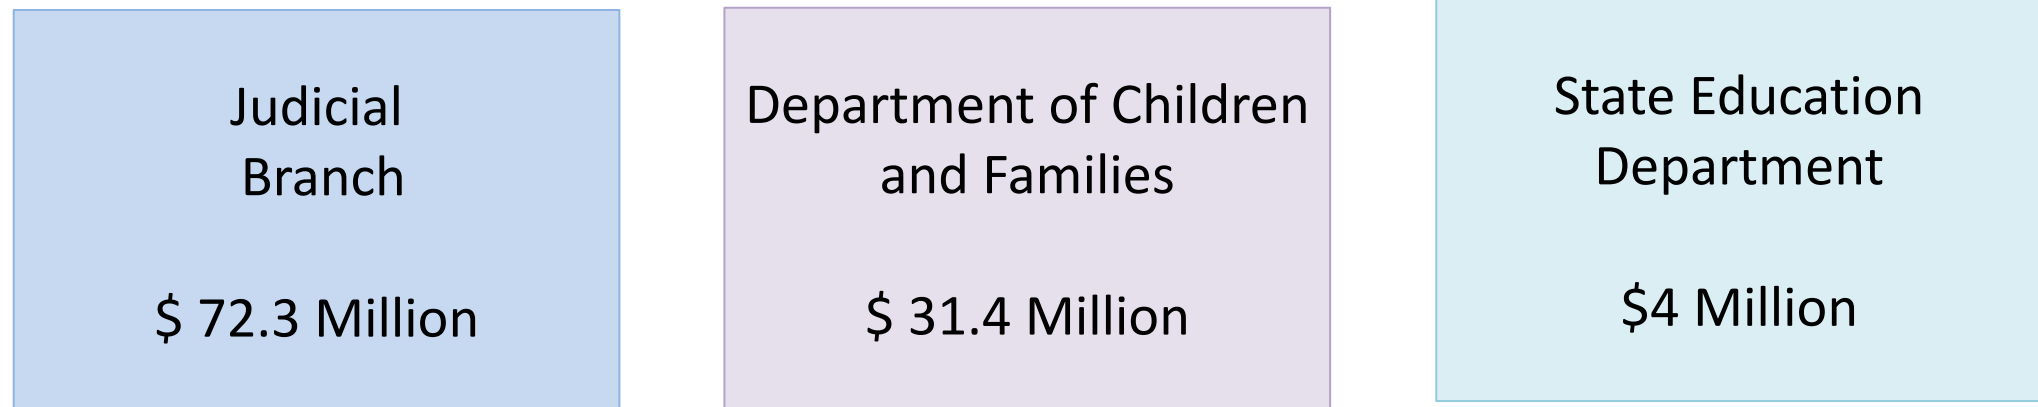 Judicial
Branch
$ 72.3 Million
Department of Children
and Families
$ 31.4 Million
State Education
Department
$4 Million